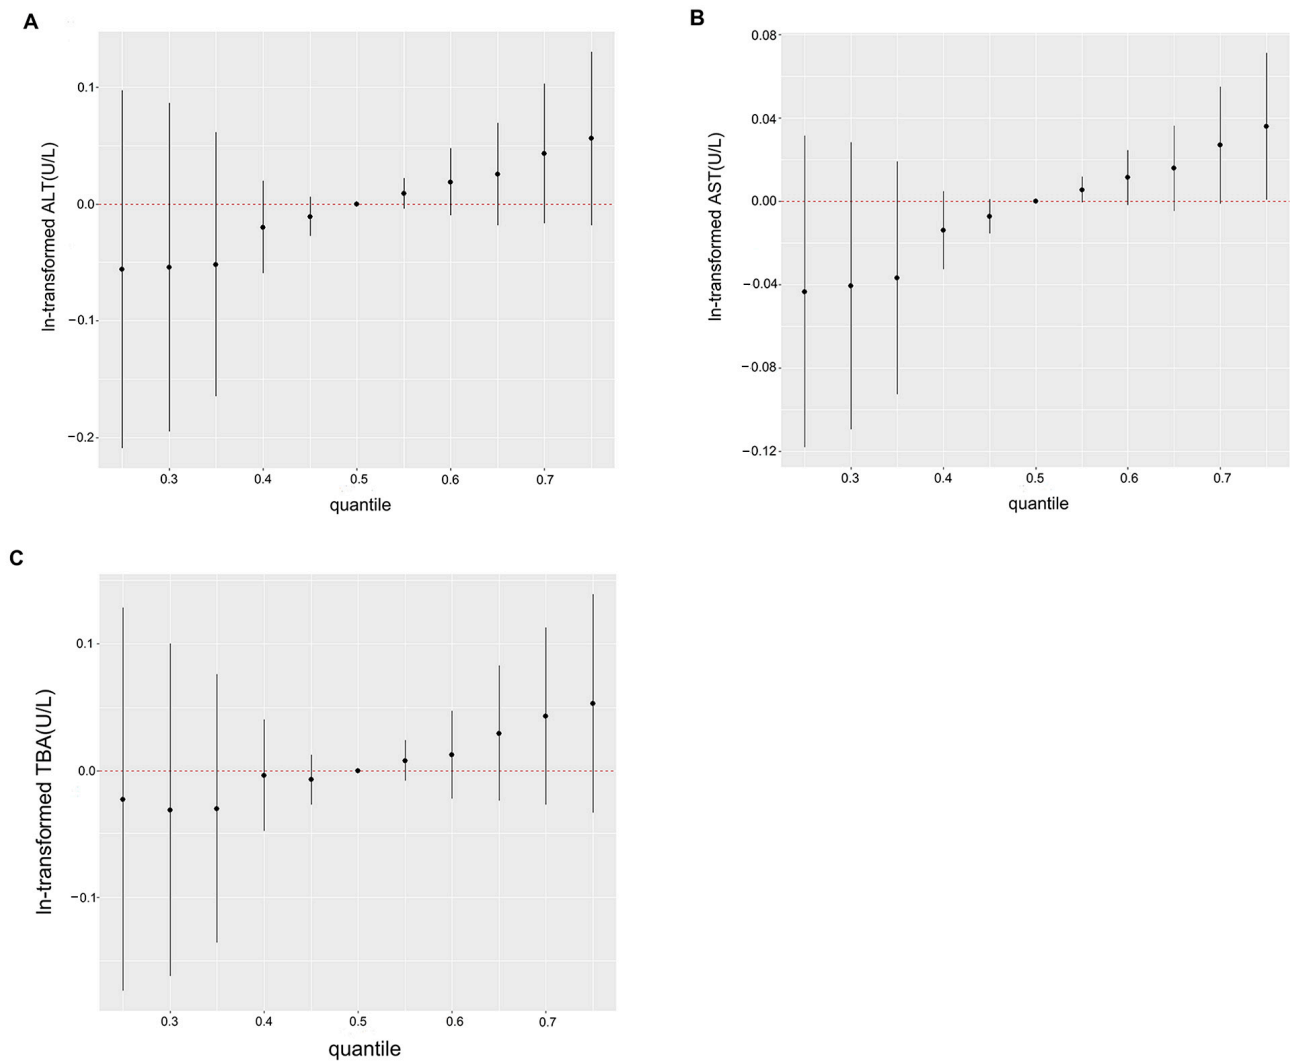 A
ln-transformed ALT(U/L)
0.1
0.0
−0.1
−0.2
0.3 0.4 0.5 0.6 0.7
quantile
B
ln-transformed AST(U/L)
0.08
0.04
0.00
−0.04
−0.08
−0.12
0.3 0.4 0.5 0.6 0.7
quantile
C
ln-transformed TBA(U/L)
0.1
0.0
−0.1
0.3 0.4 0.5 0.6 0.7
quantile